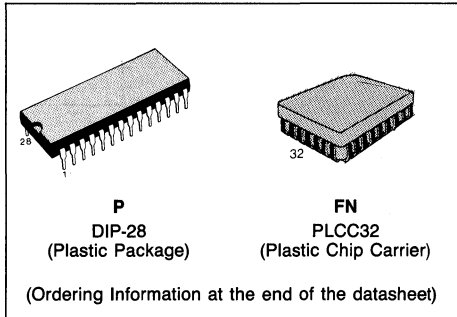 28
1
32
P
DIP-28
(Plastic Package)
FN
PLCC32
(Plastic Chip Carrier)
(Ordering Information at the end of the datasheet)